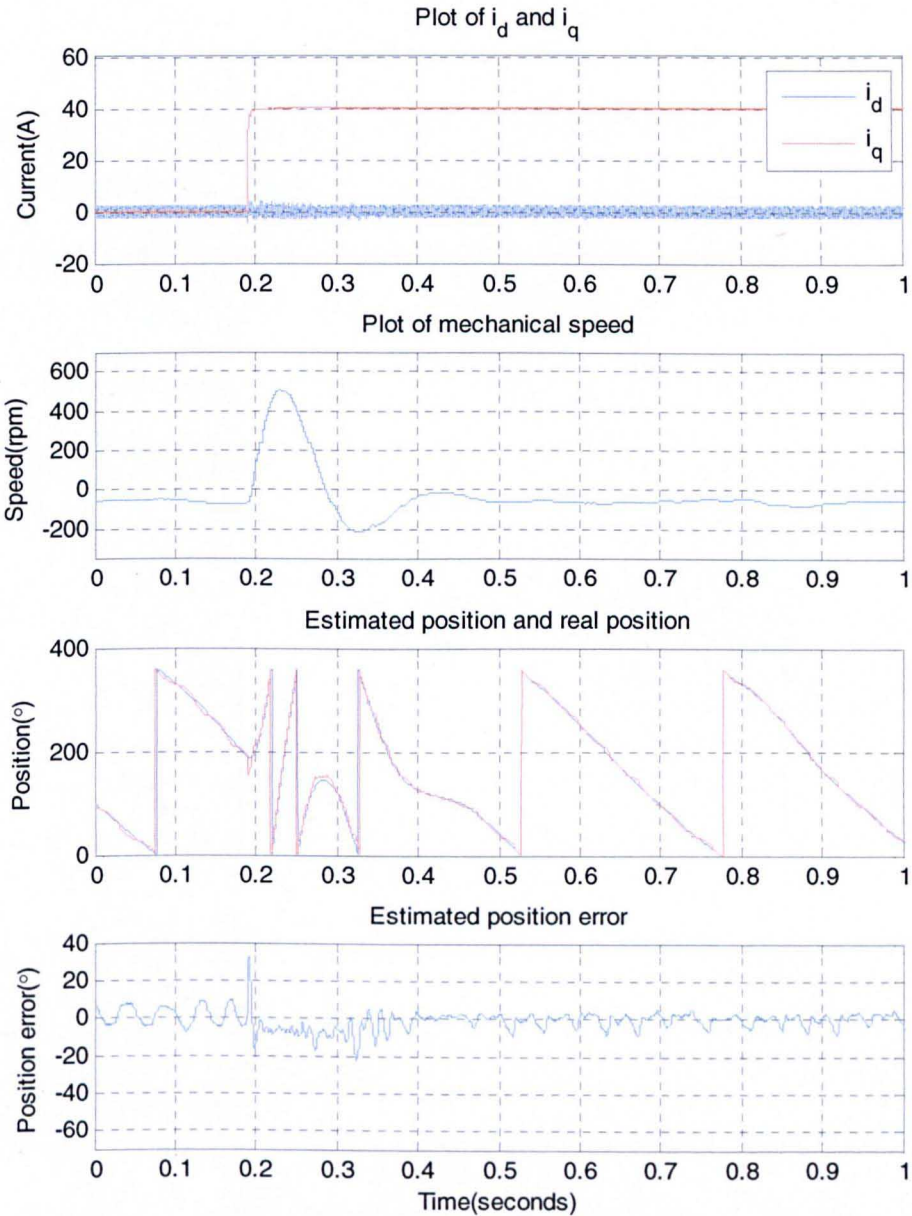 Plot of i_d and i_q
Current(A)
60
40
20
0
-20
i_d
i_q
0 0.1 0.2 0.3 0.4 0.5 0.6 0.7 0.8 0.9 1
Plot of mechanical speed
Speed(rpm)
600
400
200
0
-200
0 0.1 0.2 0.3 0.4 0.5 0.6 0.7 0.8 0.9 1
Estimated position and real position
Position(°)
400
200
0
0 0.1 0.2 0.3 0.4 0.5 0.6 0.7 0.8 0.9 1
Estimated position error
Position error(°)
40
20
0
-20
-40
-60
0 0.1 0.2 0.3 0.4 0.5 0.6 0.7 0.8 0.9 1
Time(seconds)